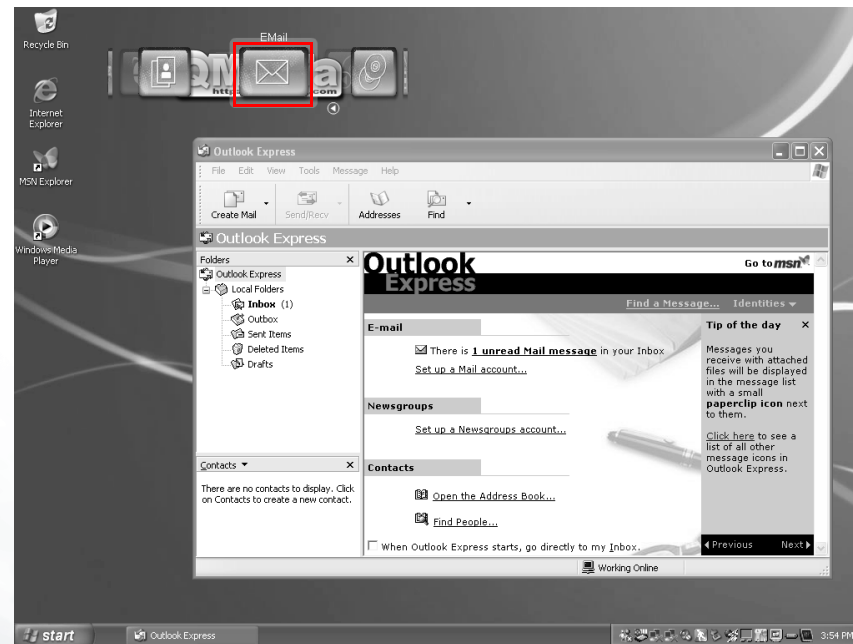 Recycle Bin
Internet
Explorer
MSN Explorer
Windows Media
Player
EMail
Outlook Express
File Edit View Tools Message Help
Create Mail Send/Recv Addresses Find
Outlook Express
Folders
Outlook Express
Local Folders
Inbox (1)
Outbox
Sent Items
Deleted Items
Drafts
Contacts
There are no contacts to display. Click
on Contacts to create a new contact.
Outlook
Express
Go to msn
Find a Message... Identities
E-mail
There is 1 unread Mail message in your Inbox
Set up a Mail account...
Newsgroups
Set up a Newsgroups account...
Contacts
Open the Address Book...
Find People...
When Outlook Express starts, go directly to my Inbox.
Tip of the day
Messages you
receive with attached
files will be displayed
in the message list
with a small
paperclip icon next
to them.
Click here to see a
list of all other
message icons in
Outlook Express.
Previous Next
Working Online
start Outlook Express 3:54 PM